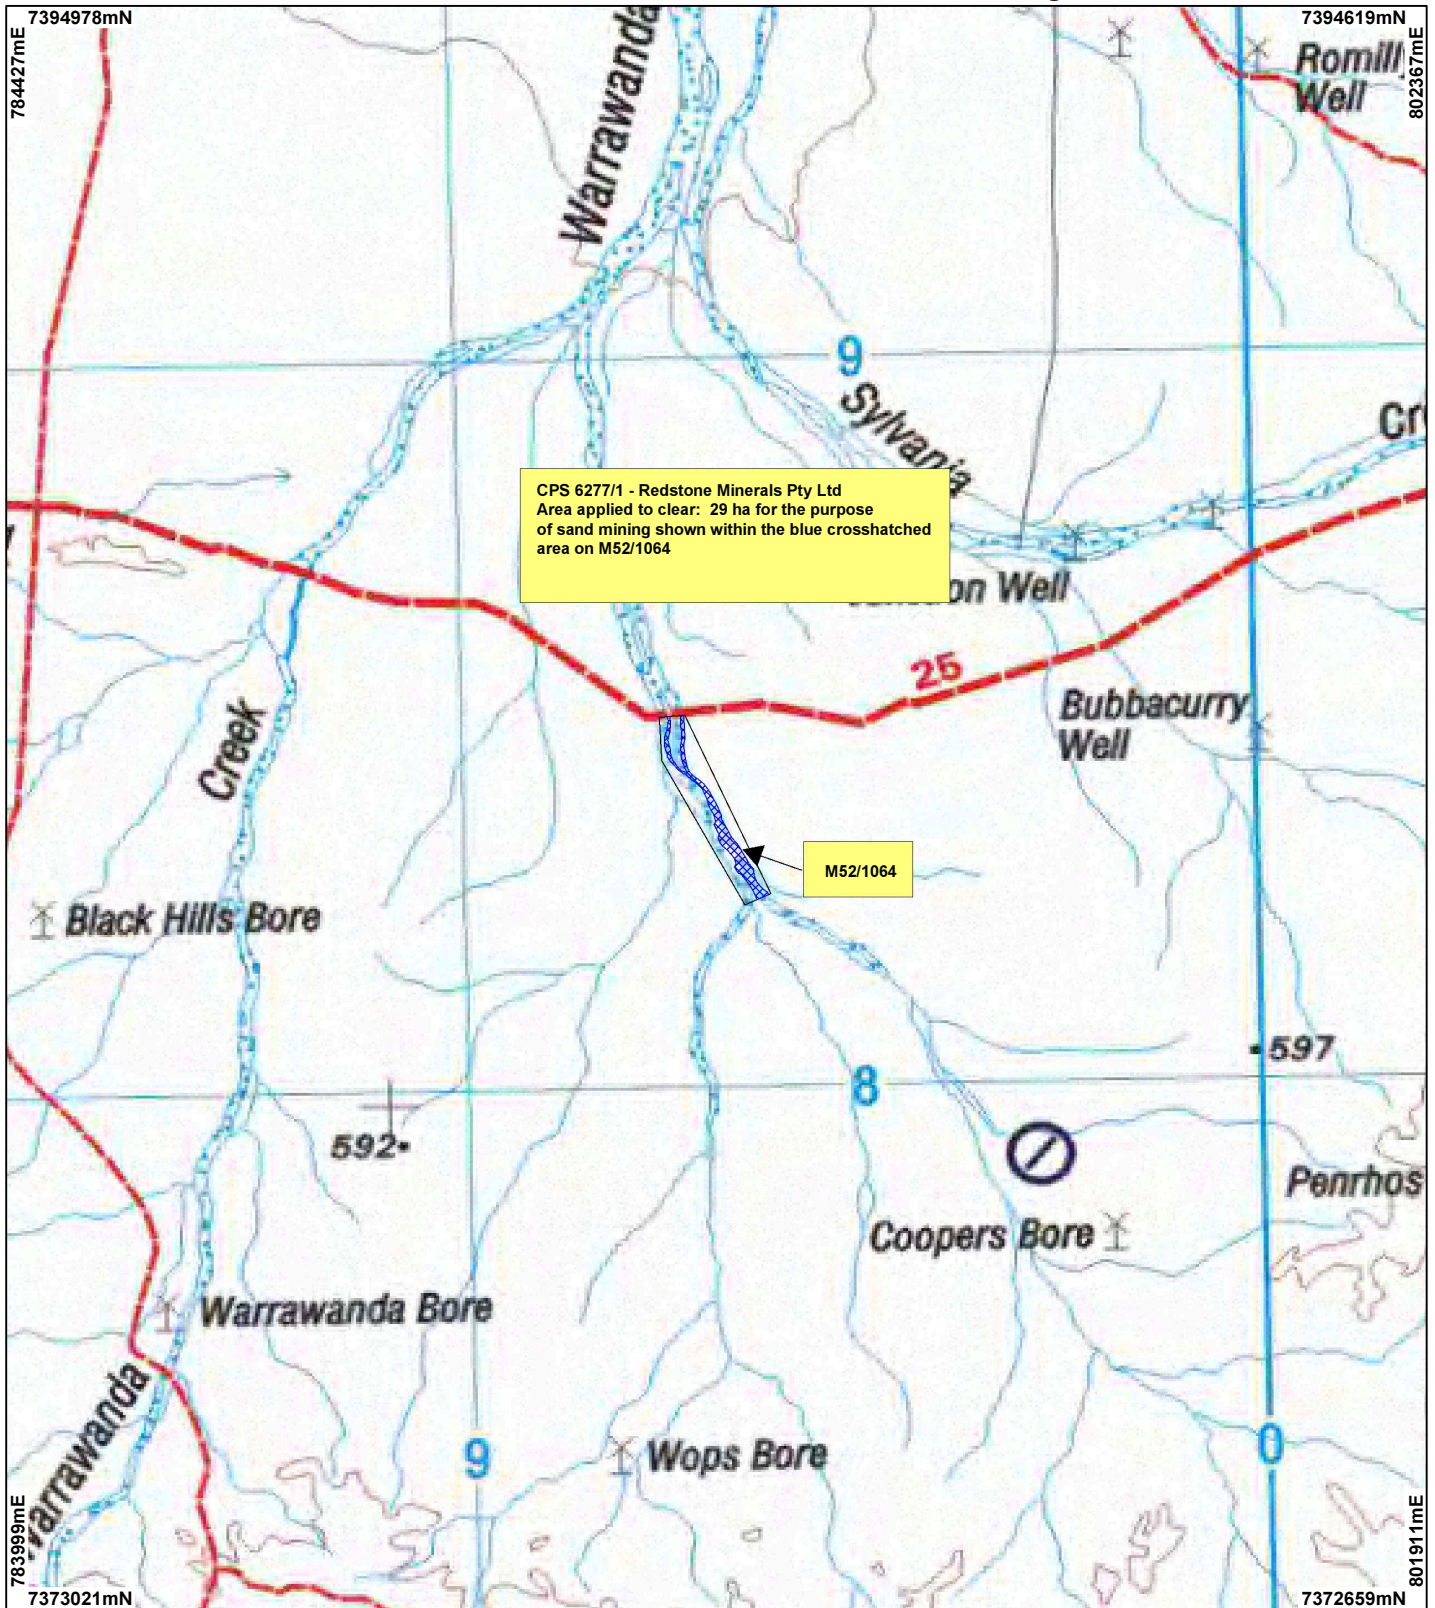 7394978mN
7394619mN
784427mE
802367mE
Warrawanda
Well
9
Sylvania
CPS 6277/1 - Redstone Minerals Pty Ltd
Area applied to clear: 29 ha for the purpose
of sand mining shown within the blue crosshatched
area on M52/1064
Well
25
Bubbacurry
Well
Creek
M52/1064
Black Hills Bore
597
8
592
Penrhos
Coopers Bore
Warrawanda Bore
Warrawanda
Wops Bore
9
0
783999mE
801911mE
7373021mN
7372659mN